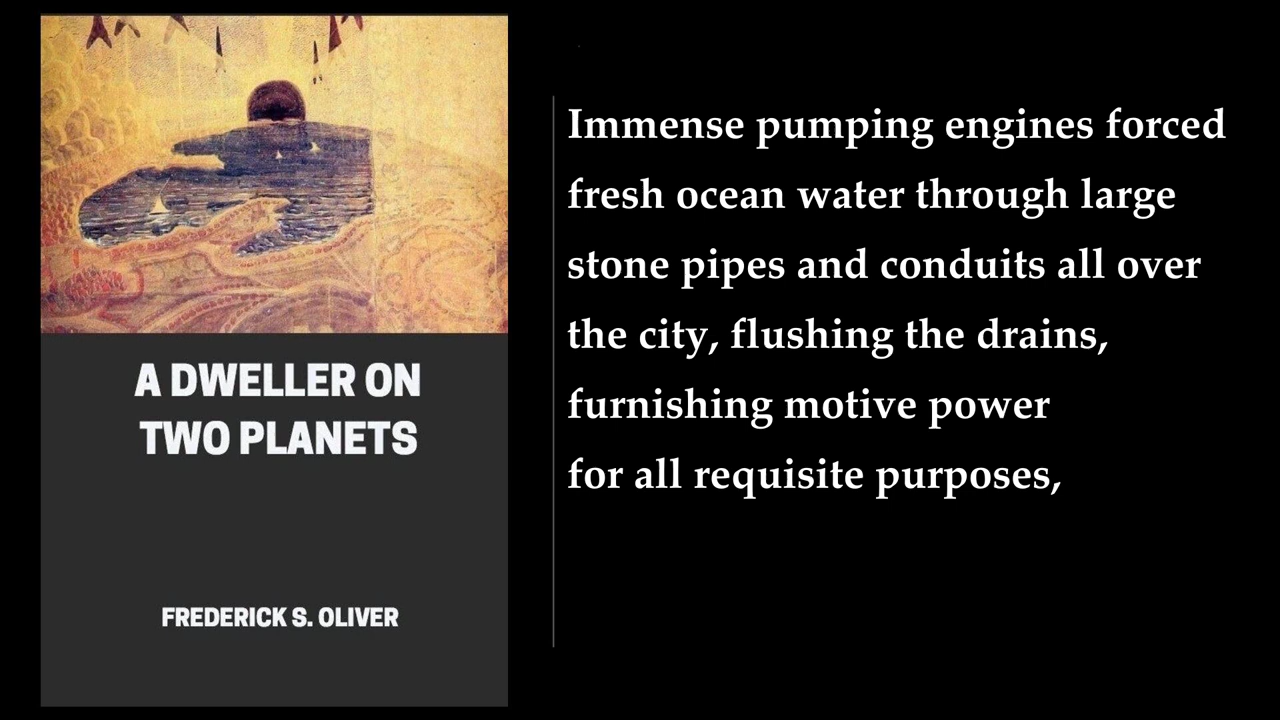 A DWELLER ON
TWO PLANETS
FREDERICK S. OLIVER
Immense pumping engines forced
fresh ocean water through large
stone pipes and conduits all over
the city, flushing the drains,
furnishing motive power
for all requisite purposes,